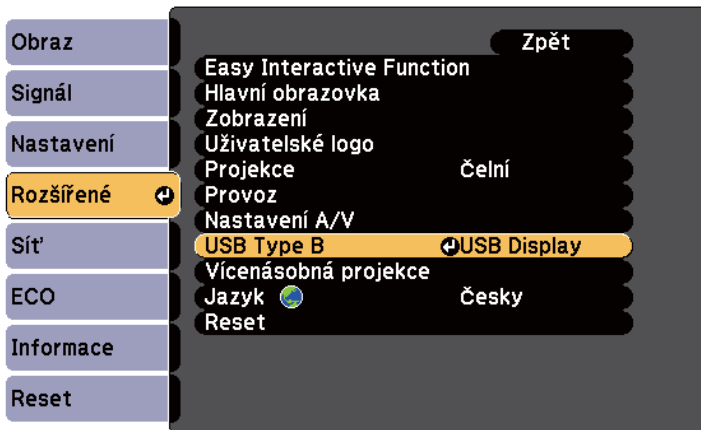 Obraz
Signál
Nastavení
Rozšířené
Síť
ECO
Informace
Reset
Zpět
Easy Interactive Function
Hlavní obrazovka
Zobrazení
Uživatelské logo
Projekce Čelní
Provoz
Nastavení A/V
USB Type B USB Display
Vícenásobná projekce
Jazyk Česky
Reset